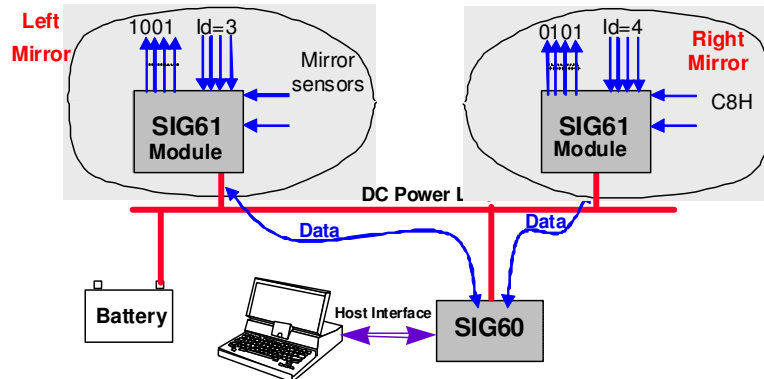 Left
Mirror
1001
Id=3
Mirror
sensors
SIG61
Module
0101
Id=4
Right
Mirror
C8H
SIG61
Module
DC Power L
Data
Data
Battery
Host Interface
SIG60